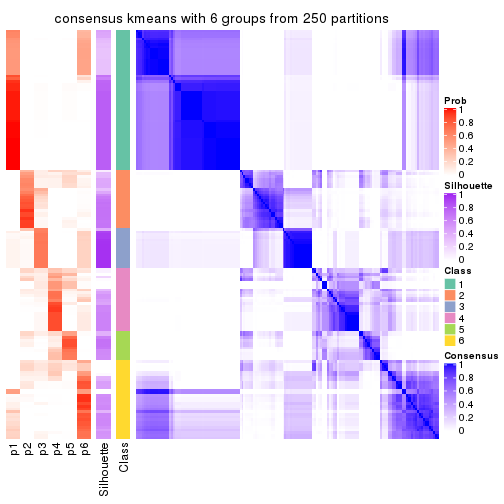 consensus kmeans with 6 groups from 250 partitions
Prob
1
0.8
0.6
0.4
0.2
0
Silhouette
1
0.8
0.6
0.4
0.2
0
Class
1
2
3
4
5
6
Consensus
1
0.8
0.6
0.4
0.2
0
p1
p2
p3
p4
p5
p6
Silhouette
Class